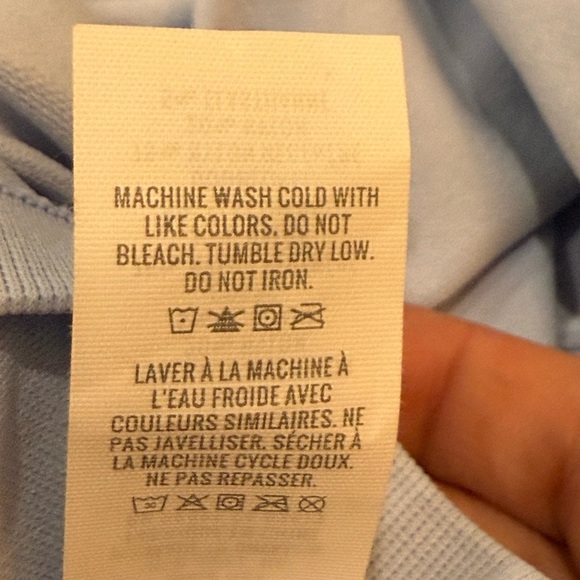 MACHINE WASH COLD WITH
LIKE COLORS. DO NOT
BLEACH. TUMBLE DRY LOW.
DO NOT IRON.
LAVER À LA MACHINE À
L'EAU FROIDE AVEC
COULEURS SIMILAIRES. NE
PAS JAVELLISER. SÉCHER À
LA MACHINE CYCLE DOUX.
NE PAS REPASSER.
30